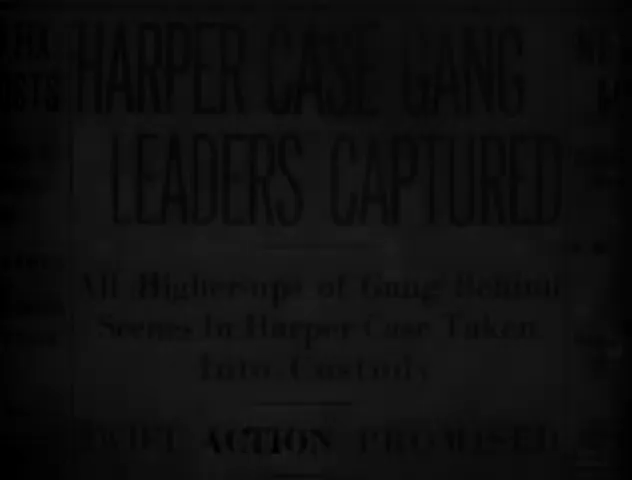 HARPER CASE GANG
LEADERS CAPTURED
All Higher-ups of Gang Behind
Scenes In Harper Case Taken
Into Custody
SWIFT ACTION PROMISED